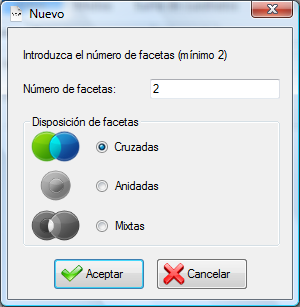 Nuevo
Introduzca el número de facetas (mínimo 2)
Número de facetas: 2
Disposición de facetas
Cruzadas
Anidadas
Mixtas
Aceptar Cancelar